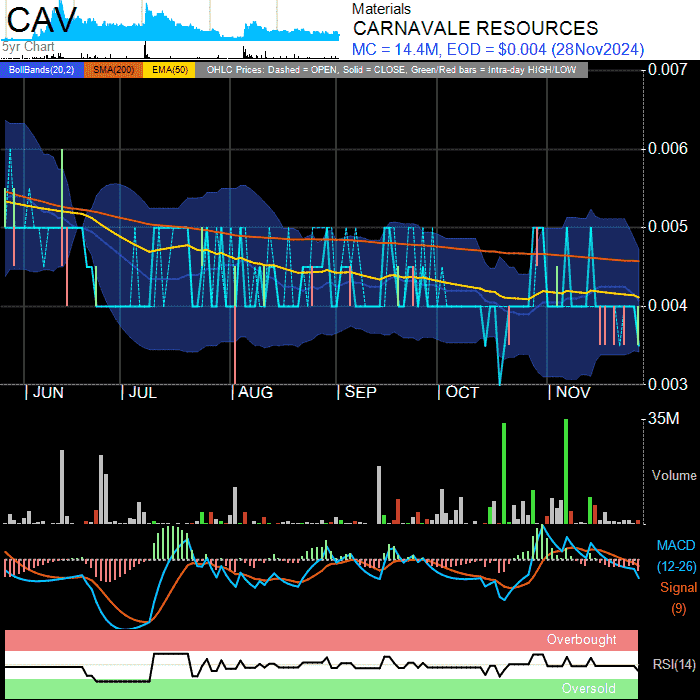 CAV
5yr Chart
Materials
CARNAVALE RESOURCES
MC = 14.4M, EOD = $0.004 (28Nov2024)
BollBands(20,2) SMA(200) EMA(50) OHLC Prices: Dashed = OPEN, Solid = CLOSE, Green/Red bars = Intra-day HIGH/LOW
0.007
0.006
0.005
0.004
0.003
JUN JUL AUG SEP OCT NOV
35M
Volume
MACD
(12-26)
Signal
(9)
Overbought
RSI(14)
Oversold